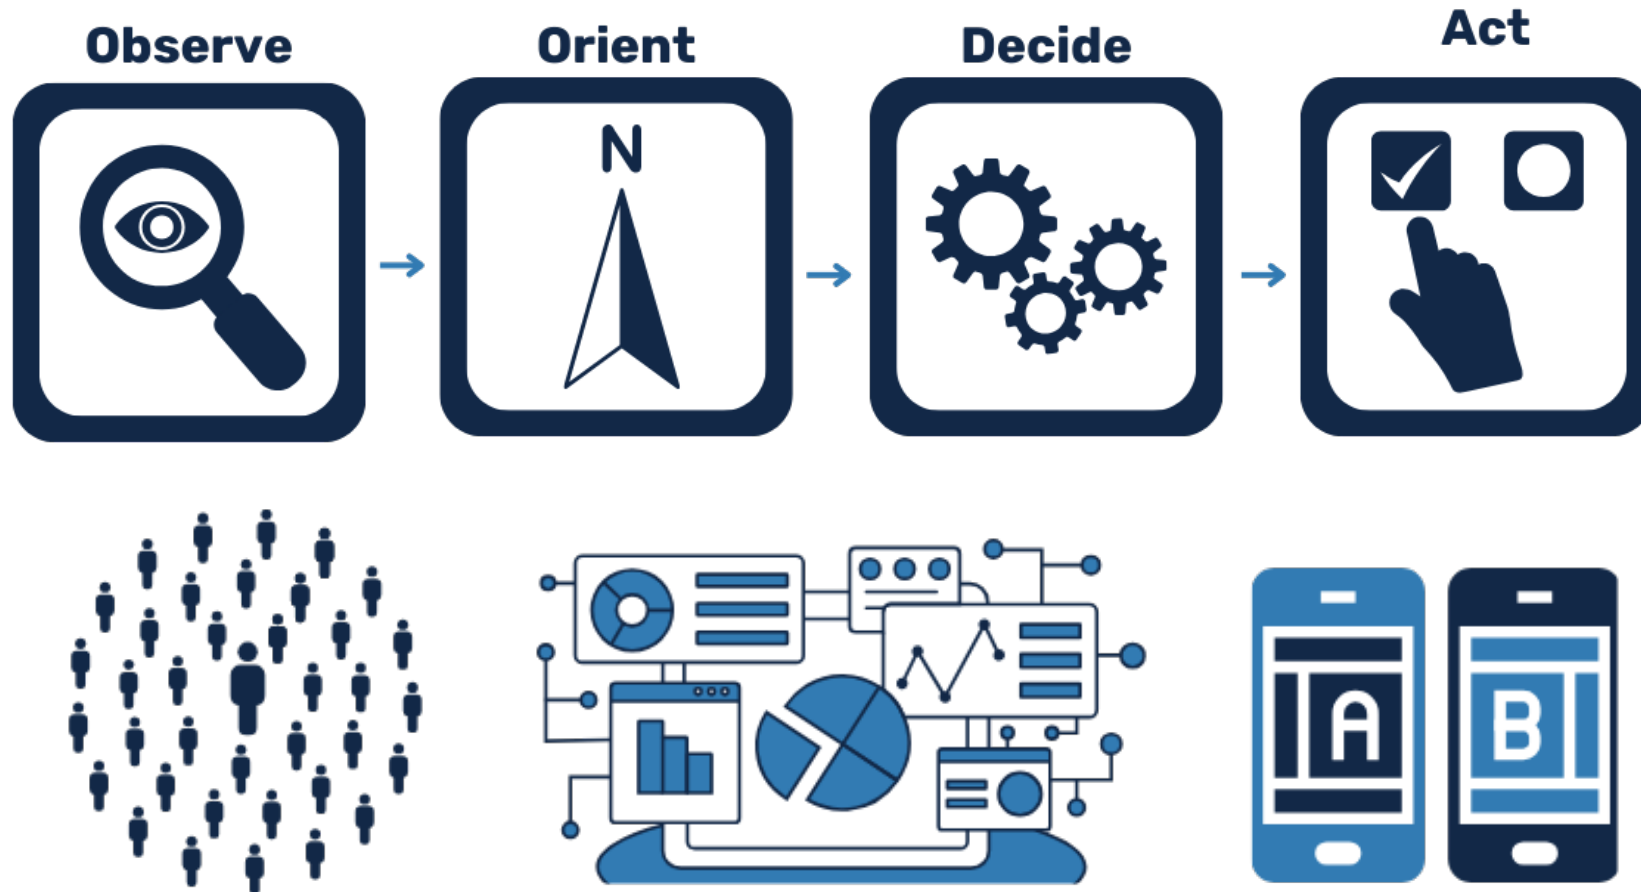 Observe
Orient
Decide
Act
N
A
B